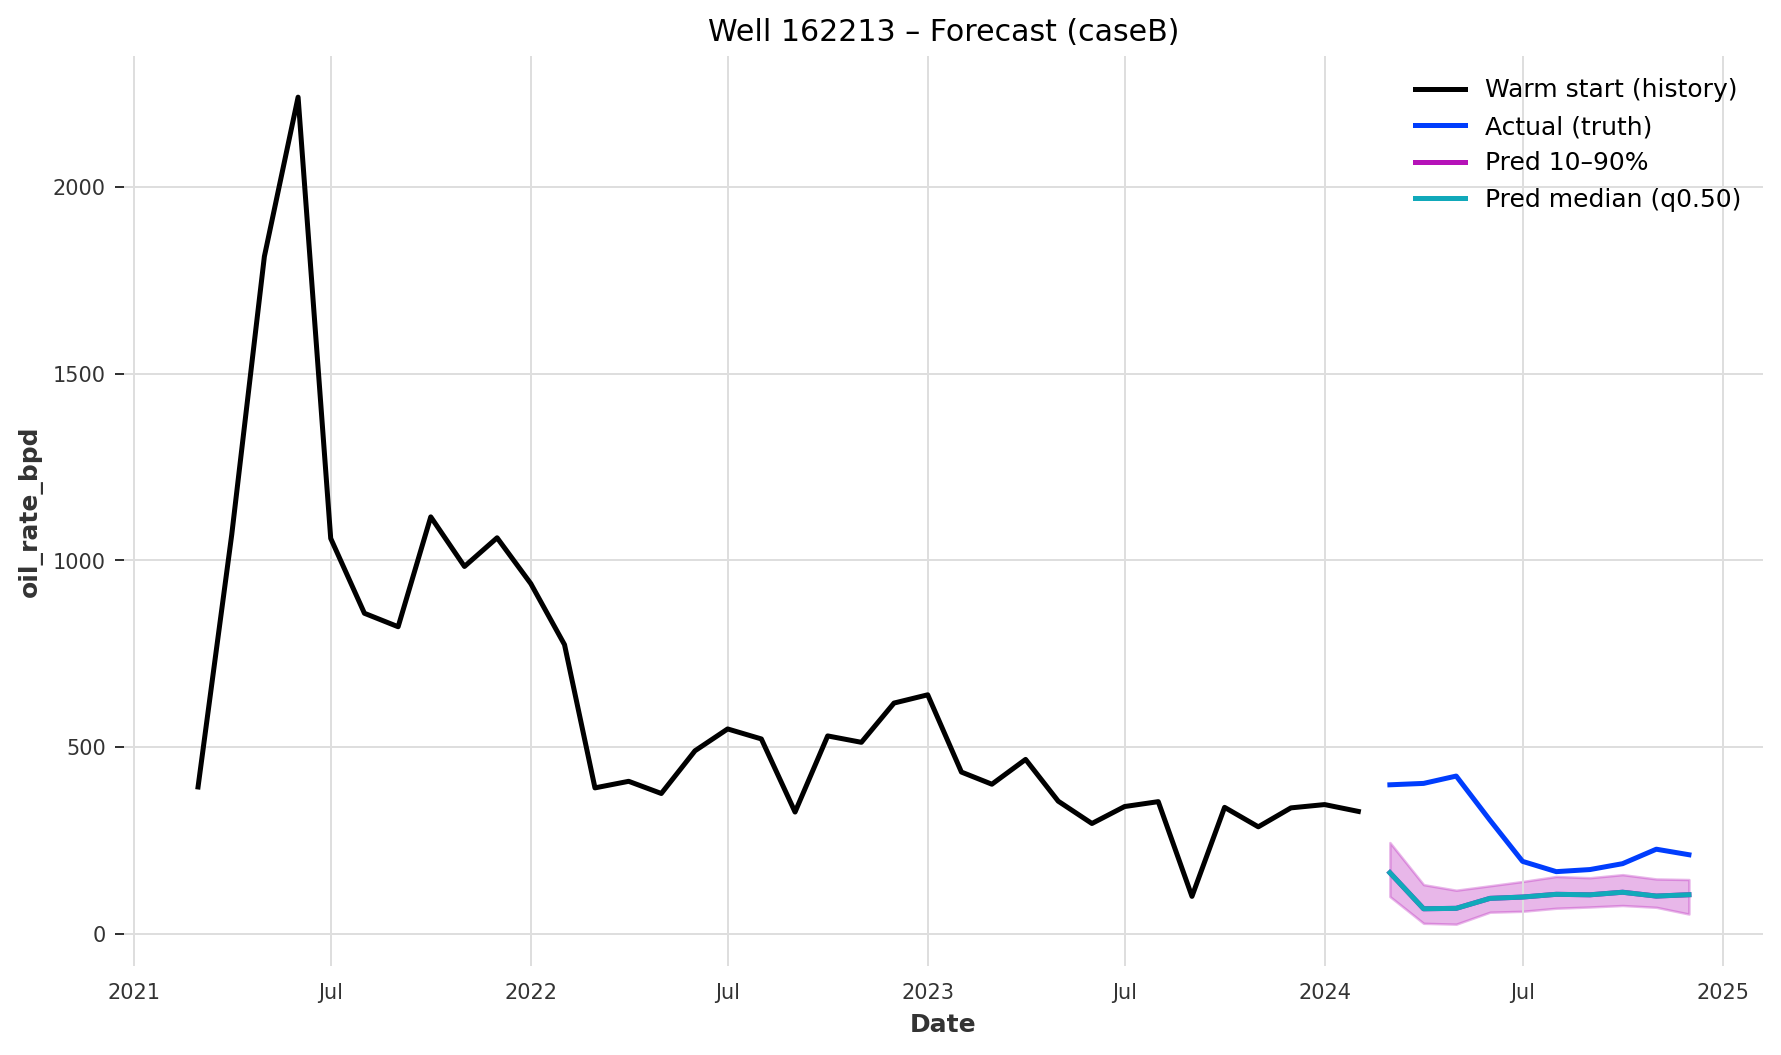 Well 162213 – Forecast (caseB)
Warm start (history)
Actual (truth)
Pred 10–90%
Pred median (q0.50)
oil_rate_bpd
2000
1500
1000
500
0
2021
Jul
2022
Jul
2023
Jul
2024
Jul
2025
Date